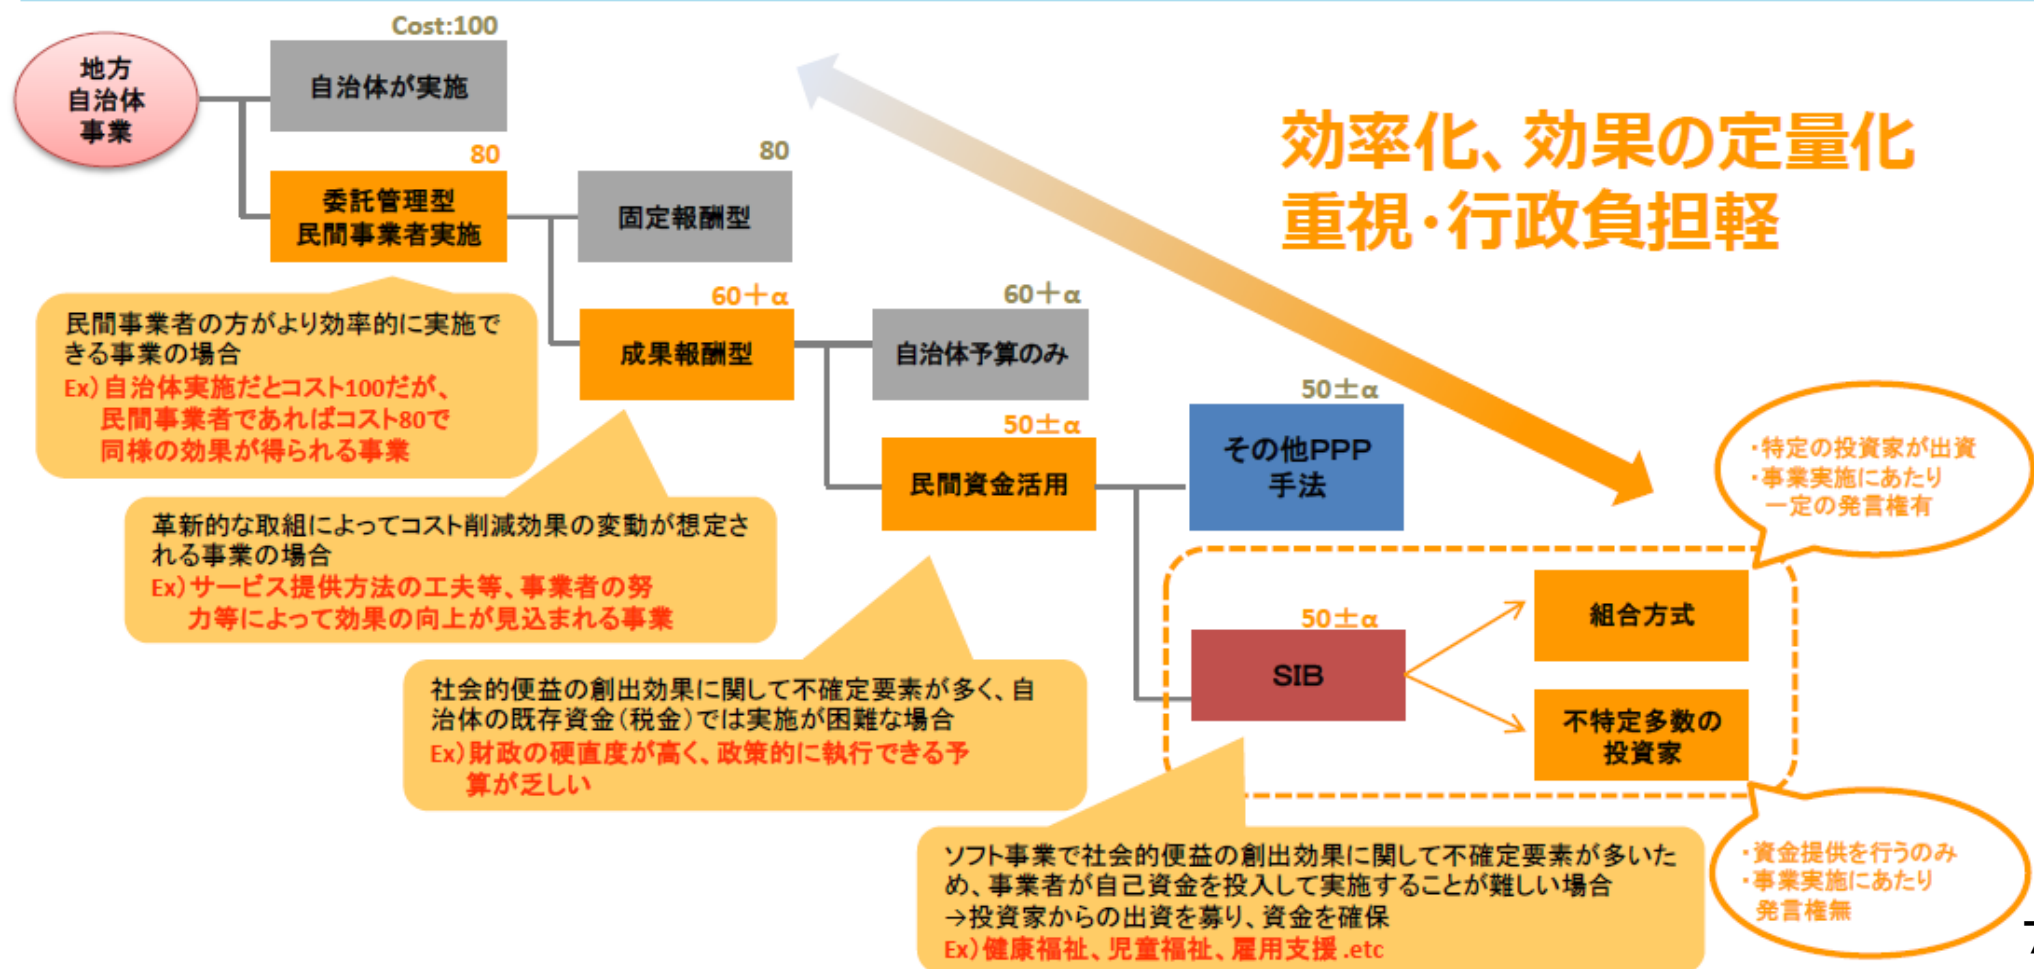 Cost:100
地方
自治体
事業
自治体が実施
80
委託管理型
民間事業者実施
80
固定報酬型
効率化、効果の定量化
重視・行政負担軽
民間事業者の方がより効率的に実施で
きる事業の場合
Ex）自治体実施だとコスト100だが、
民間事業者であればコスト80で
同様の効果が得られる事業
60＋α
成果報酬型
60＋α
自治体予算のみ
革新的な取組によってコスト削減効果の変動が想定さ
れる事業の場合
Ex）サービス提供方法の工夫等、事業者の努
力等によって効果の向上が見込まれる事業
50±α
民間資金活用
50±α
その他PPP
手法
社会的便益の創出効果に関して不確定要素が多く、自
治体の既存資金（税金）では実施が困難な場合
Ex）財政の硬直度が高く、政策的に執行できる予
算が乏しい
50±α
SIB
組合方式
・特定の投資家が出資
・事業実施にあたり
一定の発言権有
不特定多数の
投資家
・資金提供を行うのみ
・事業実施にあたり
発言権無
ソフト事業で社会的便益の創出効果に関して不確定要素が多いた
め、事業者が自己資金を投入して実施することが難しい場合
→投資家からの出資を募り、資金を確保
Ex）健康福祉、児童福祉、雇用支援 .etc